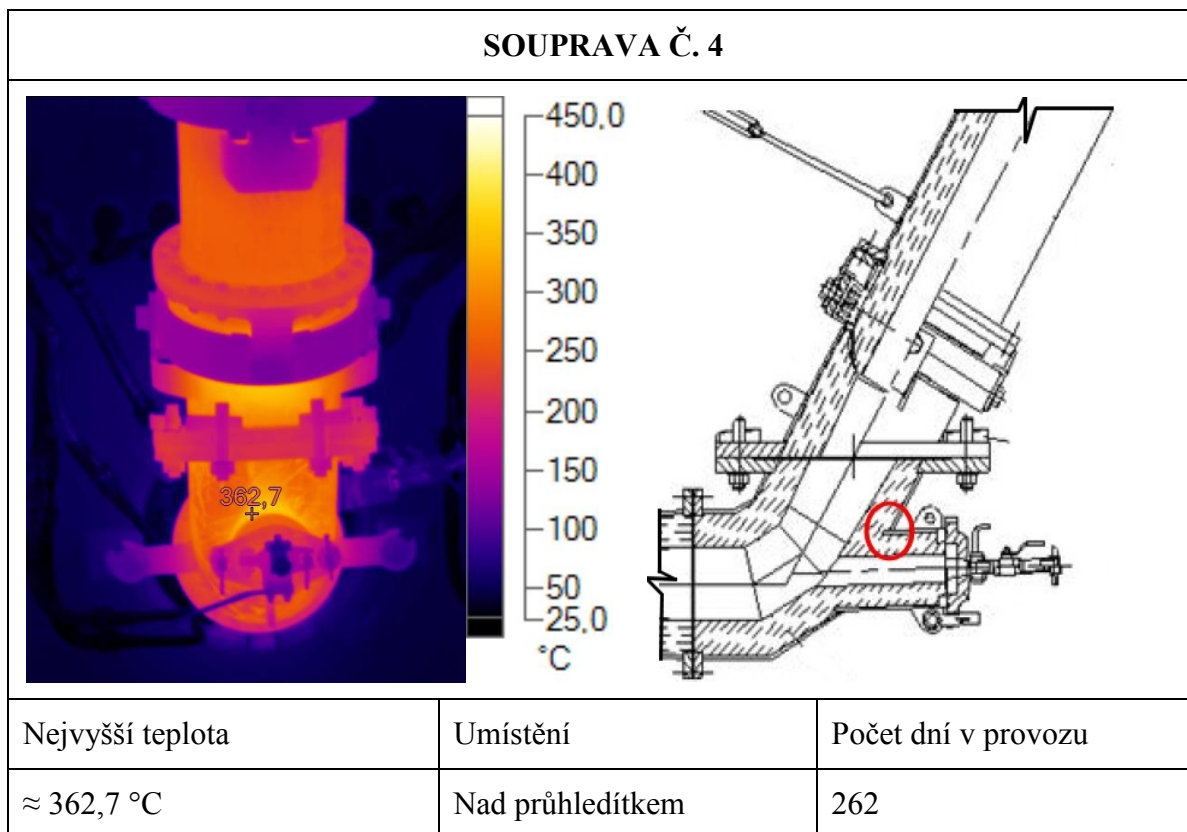 SOUPRAVA Č. 4
362,7
450,0
400
350
300
250
200
150
100
50
25,0
°C
Nejvyšší teplota
Umístění
Počet dní v provozu
≈ 362,7 °C
Nad průhledítkem
262